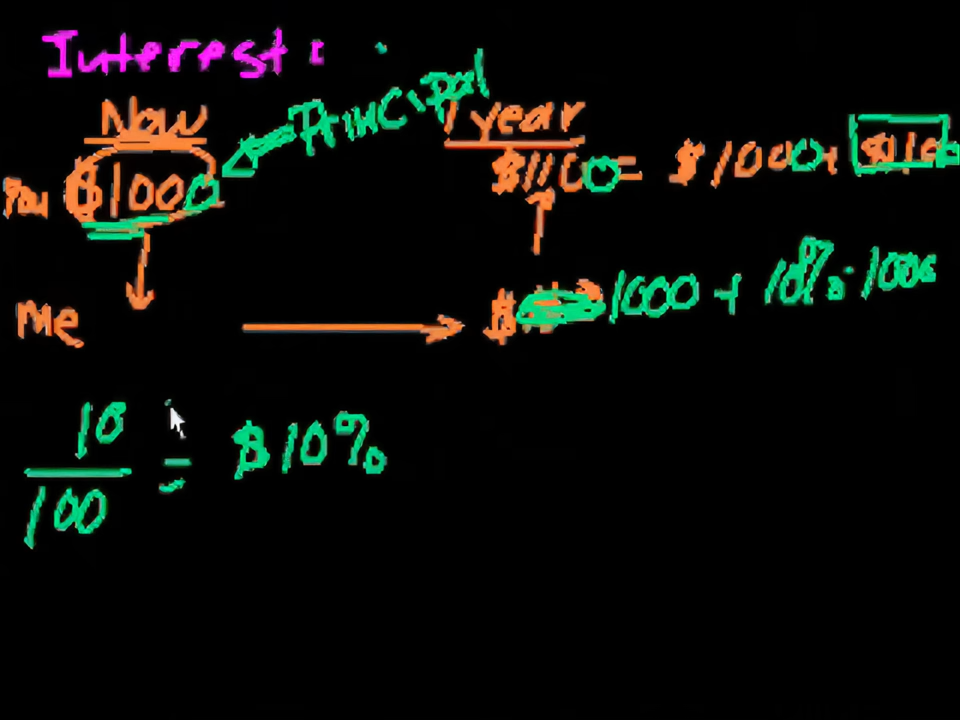 Interest:
Principal
Now
1 year
You $1000
$1100 = $1000 + $100
Me
$ 1000 + 10% · 1000
10
100
= $10%